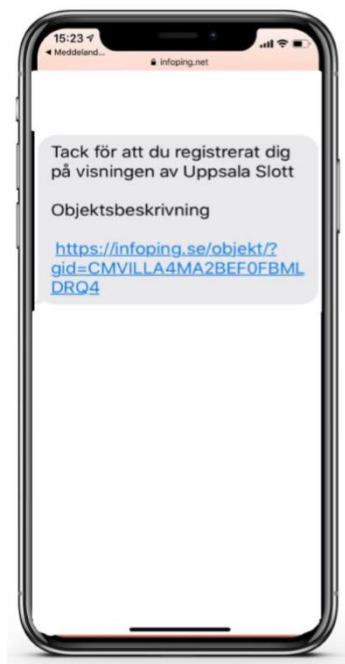 15:23
Meddeland...
infoping.net
Tack för att du registrerat dig
på visningen av Uppsala Slott
Objektsbeskrivning
https://infoping.se/objekt/?
gid=CMVILLA4MA2BEF0FBML
DRQ4